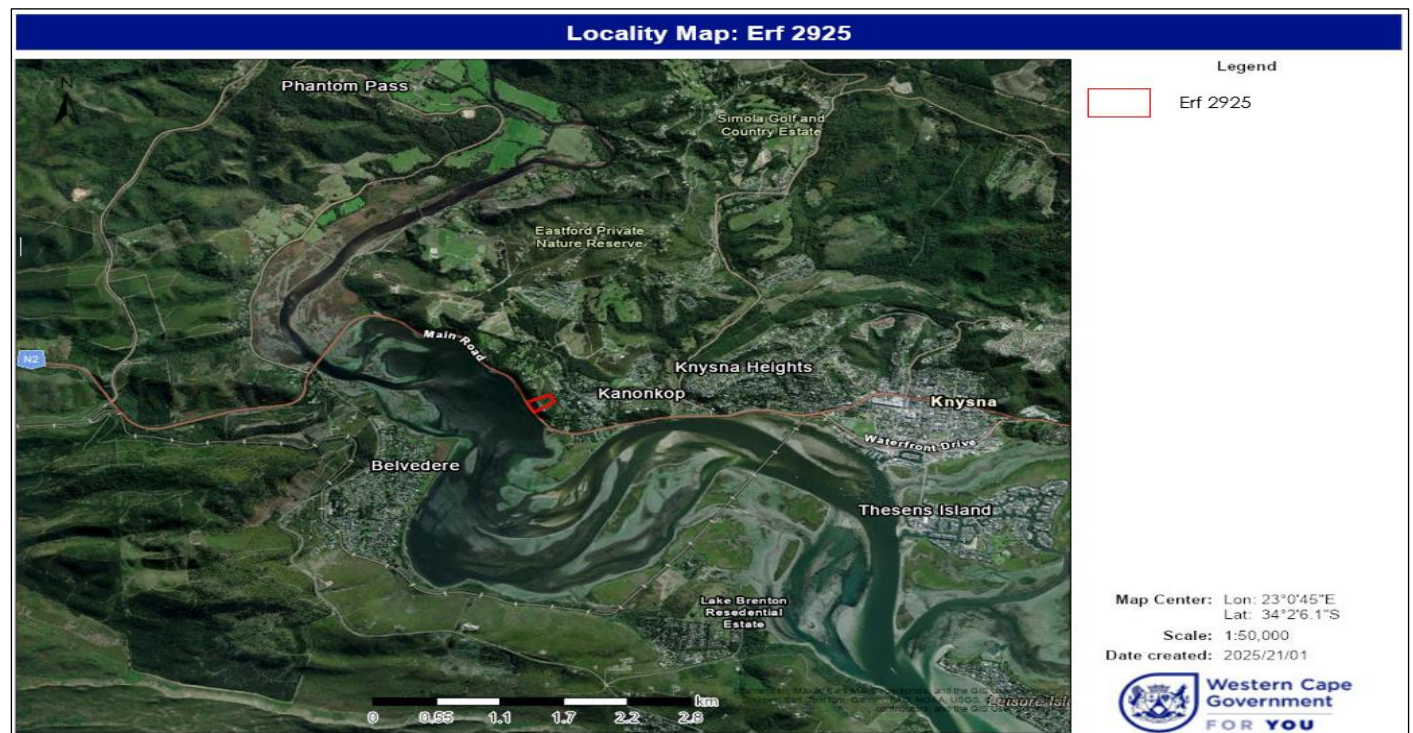 Locality Map: Erf 2925
N
Phantom Pass
Simola Golf and
Country Estate
Eastford Private
Nature Reserve
Main Road
N2
Knysna Heights
Kanonkop
Knysna
Waterfront Drive
Belvedere
Thesens Island
Lake Brenton
Resedential
Estate
km
0 0.55 1.1 1.7 2.2 2.8
Legend
Erf 2925
Map Center: Lon: 23°0'45"E
Lat: 34°2'6.1"S
Scale: 1:50,000
Date created: 2025/21/01
Western Cape
Government
FOR YOU